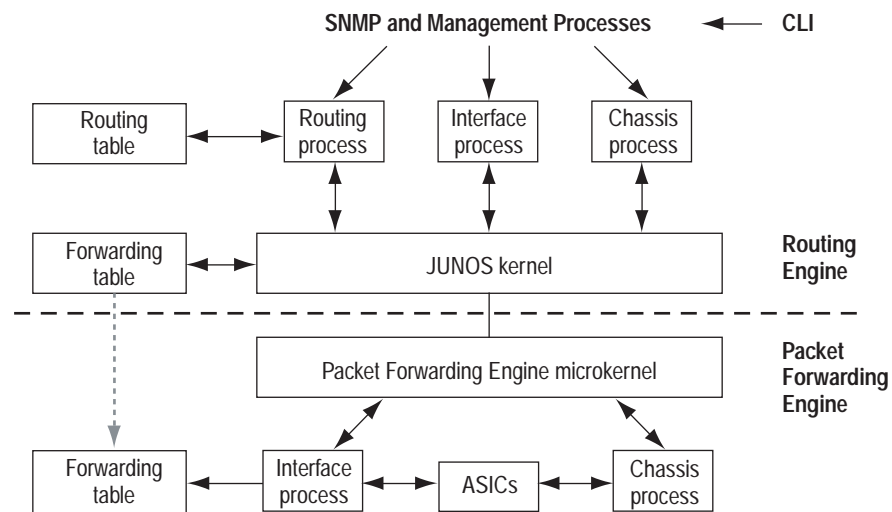 SNMP and Management Processes
CLI
Routing
table
Routing
process
Interface
process
Chassis
process
Forwarding
table
JUNOS kernel
Routing
Engine
Packet Forwarding Engine microkernel
Packet
Forwarding
Engine
Forwarding
table
Interface
process
ASICs
Chassis
process